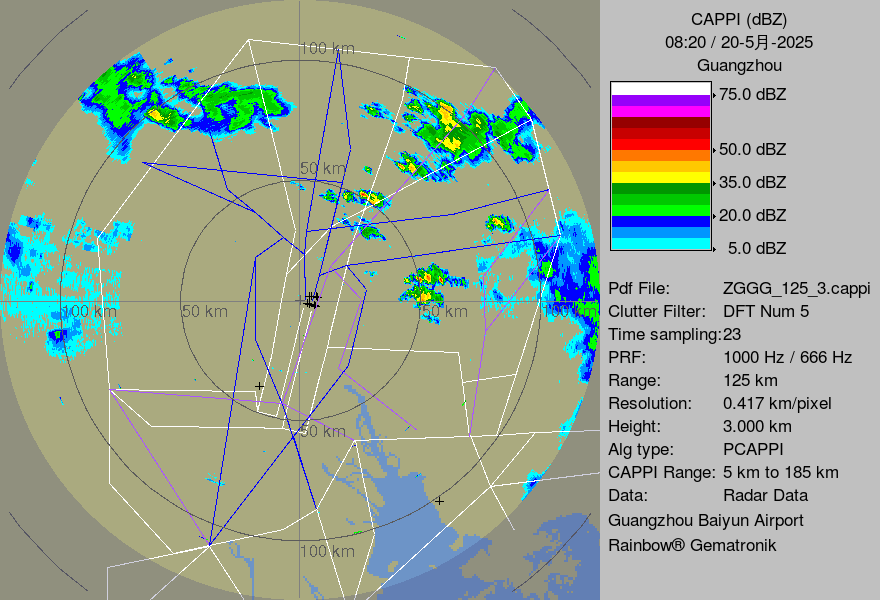 CAPPI (dBZ)
08:20 / 20-5月-2025
Guangzhou
75.0 dBZ
50.0 dBZ
35.0 dBZ
20.0 dBZ
5.0 dBZ
Pdf File: ZGGG_125_3.cappi
Clutter Filter: DFT Num 5
Time sampling:23
PRF: 1000 Hz / 666 Hz
Range: 125 km
Resolution: 0.417 km/pixel
Height: 3.000 km
Alg type: PCAPPI
CAPPI Range: 5 km to 185 km
Data: Radar Data
Guangzhou Baiyun Airport
Rainbow® Gematronik
100 km
50 km
100 km
50 km
50 km
100 km
50 km
100 km